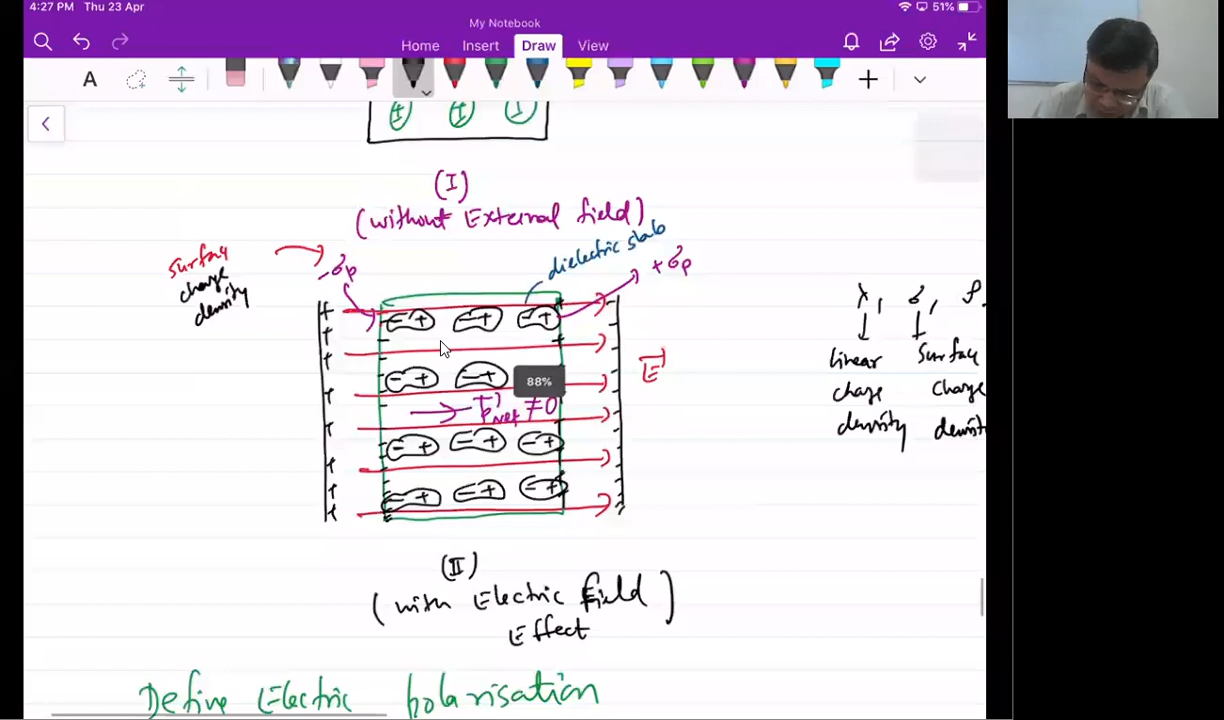 4:27 PM Thu 23 Apr
51%
My Notebook
Home Insert Draw View
A
(I)
(without External field)
dielectric slab
surface
charge
density
-σp
+σp
λ, σ, ρ
linear
charge
density
surface
charge
densit
E
88%
P Net ≠0
(II)
(with Electric Field
Effect)
Define Electric polarisation